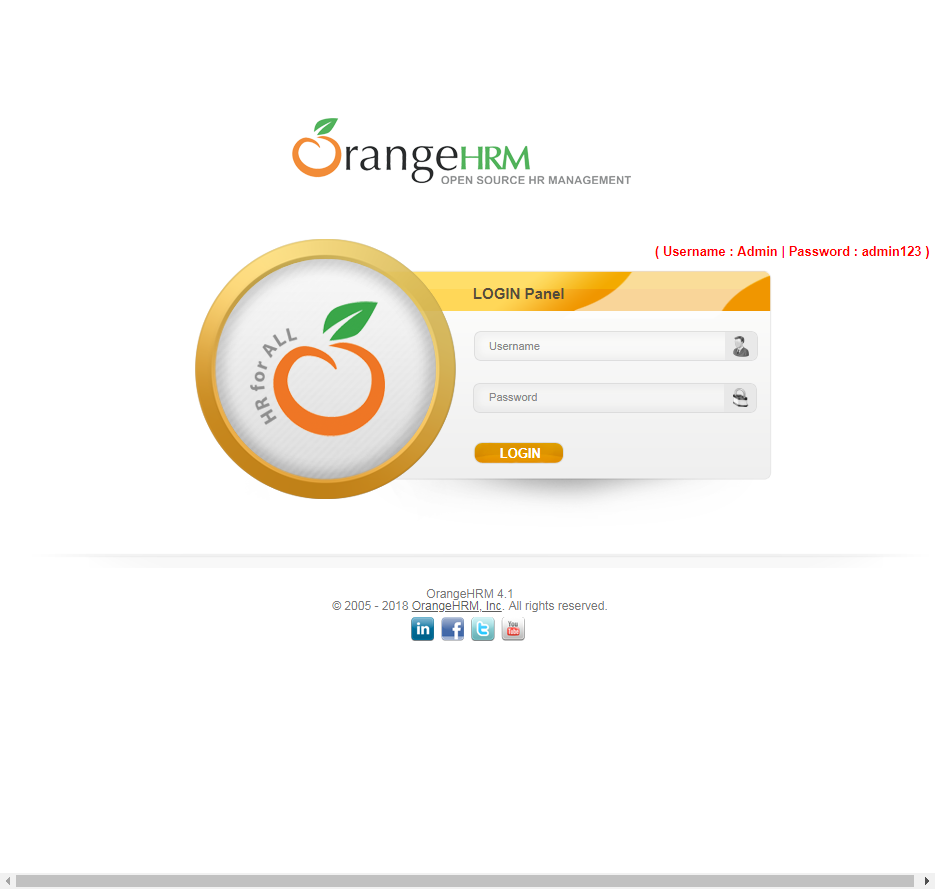 OrangeHRM
OPEN SOURCE HR MANAGEMENT
( Username : Admin | Password : admin123 )
LOGIN Panel
HR for ALL
Username
Password
LOGIN
OrangeHRM 4.1
© 2005 - 2018 OrangeHRM, Inc. All rights reserved.
in f t You Tube